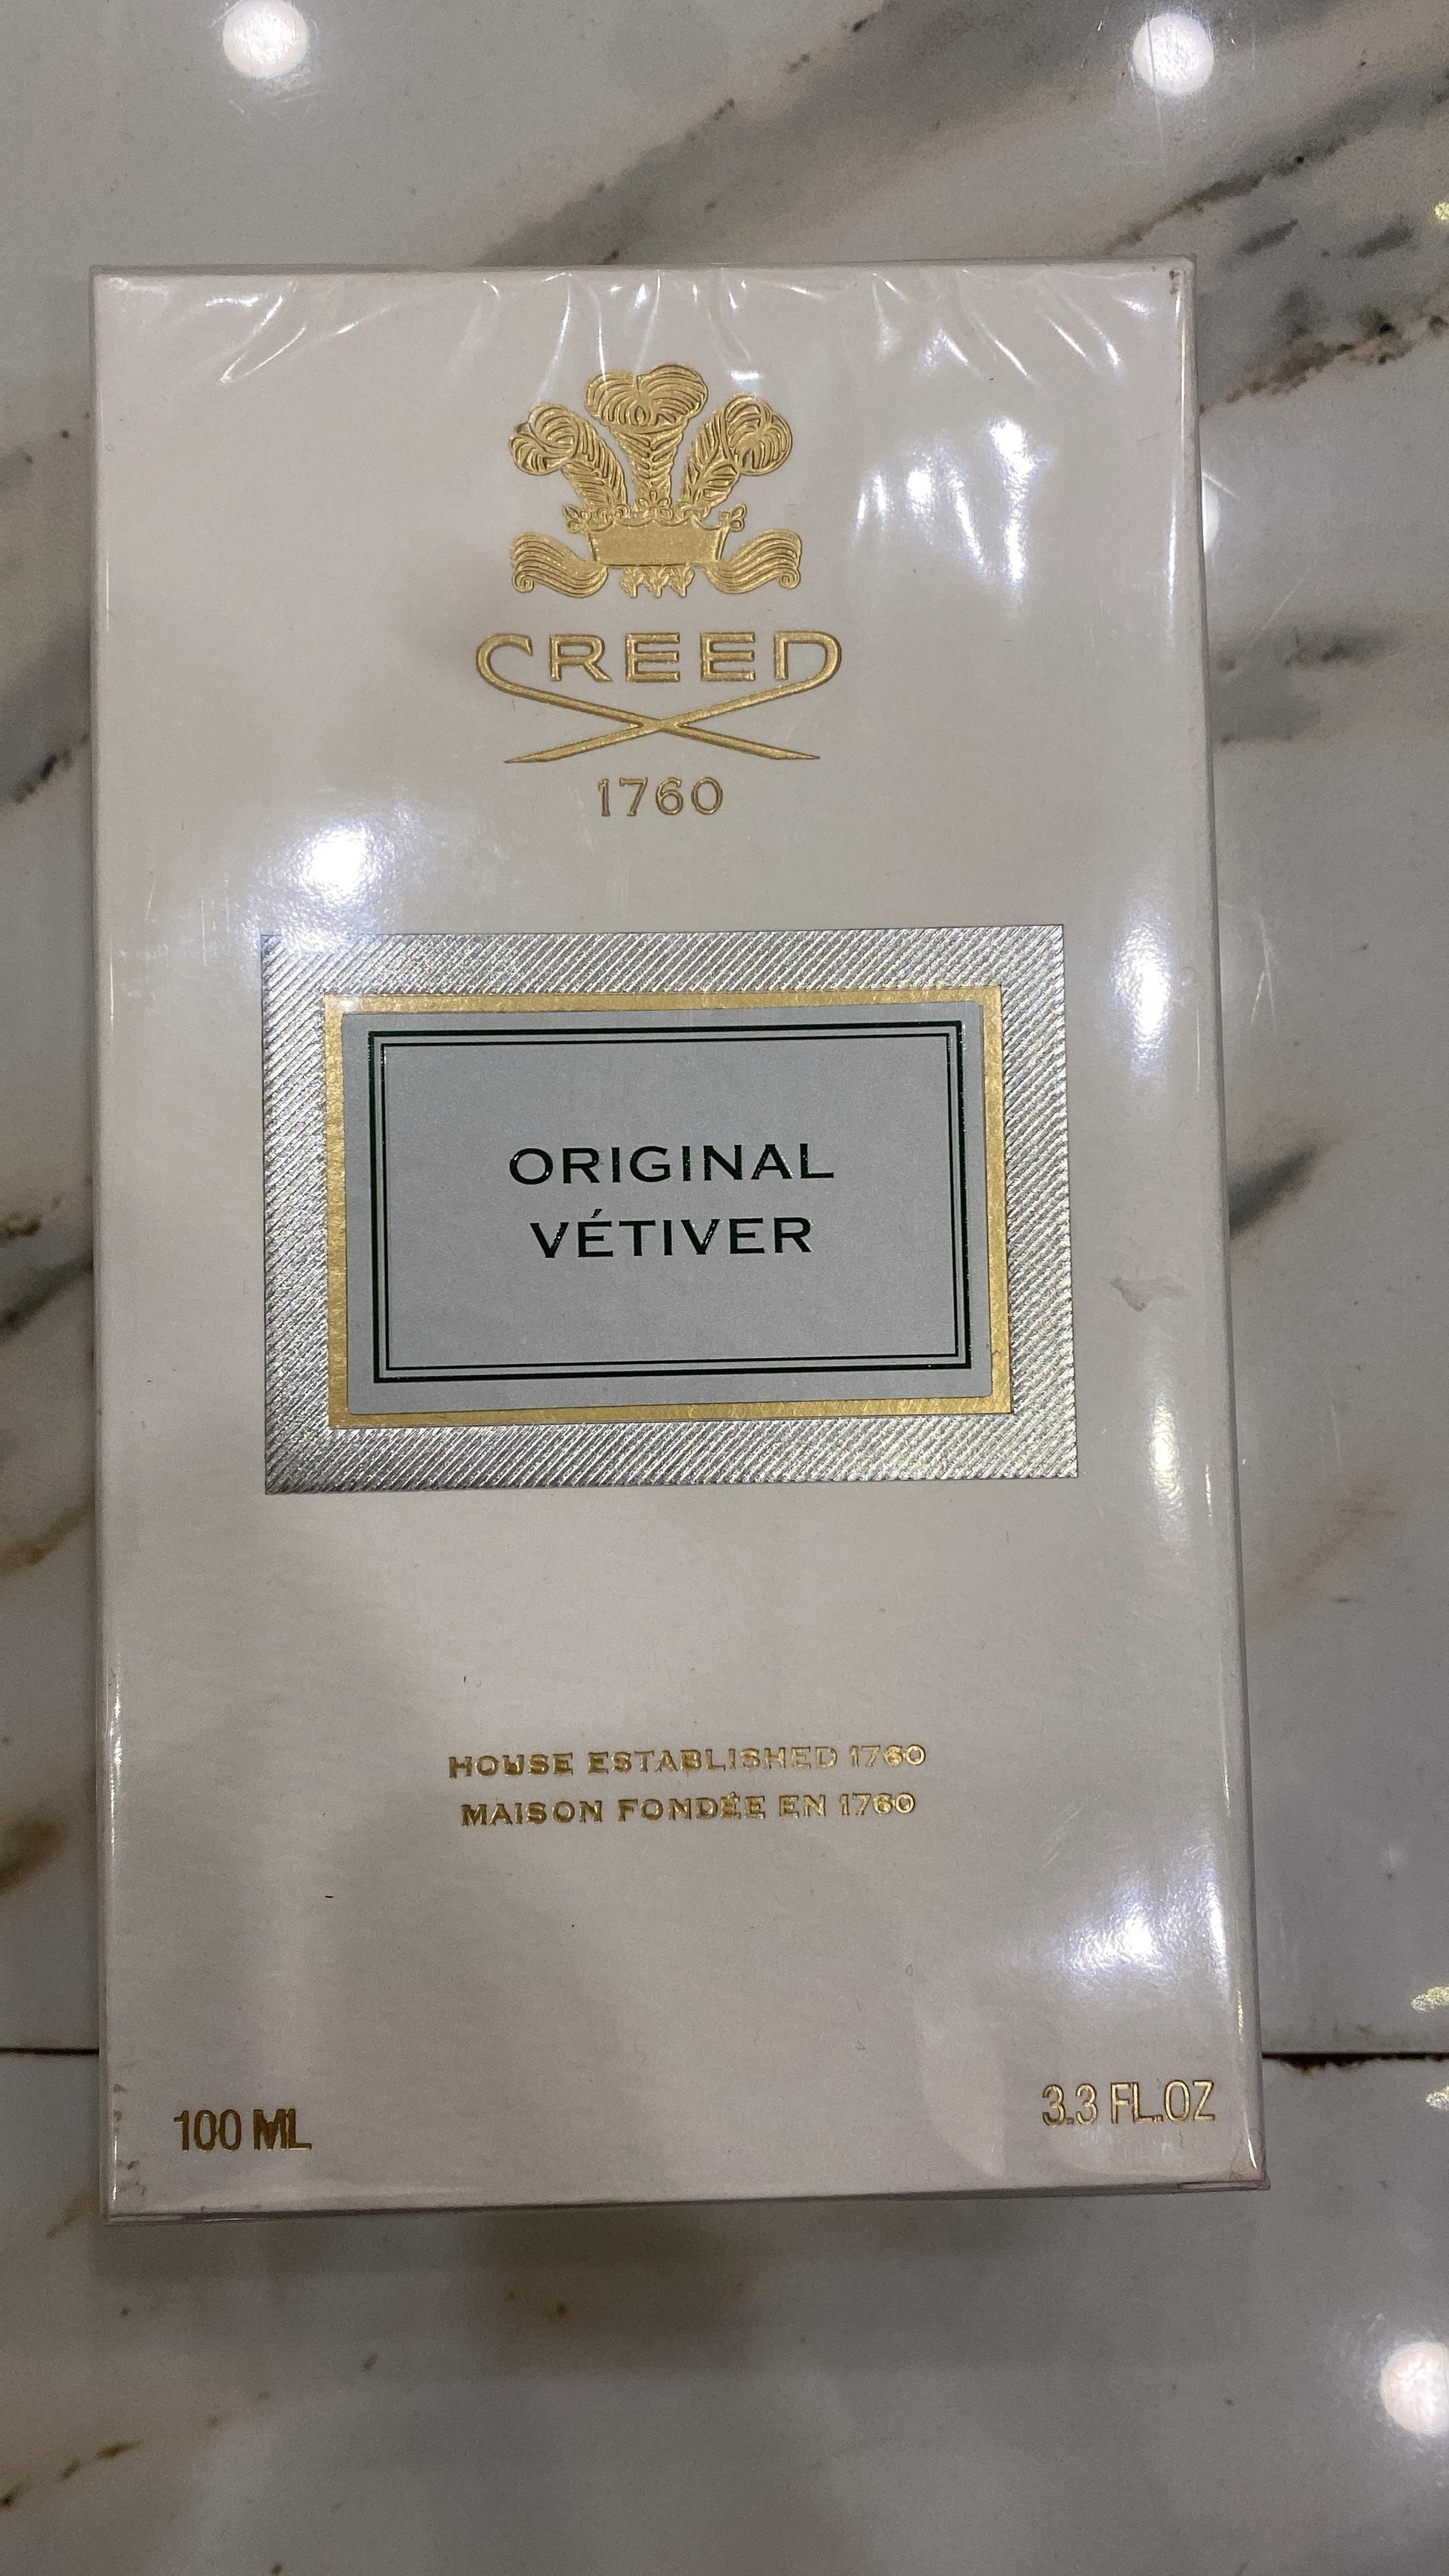 CREED
1760
ORIGINAL
VÉTIVER
HOUSE ESTABLISHED 1760
MAISON FONDÉE EN 1760
100 ML
3.3 FL.OZ